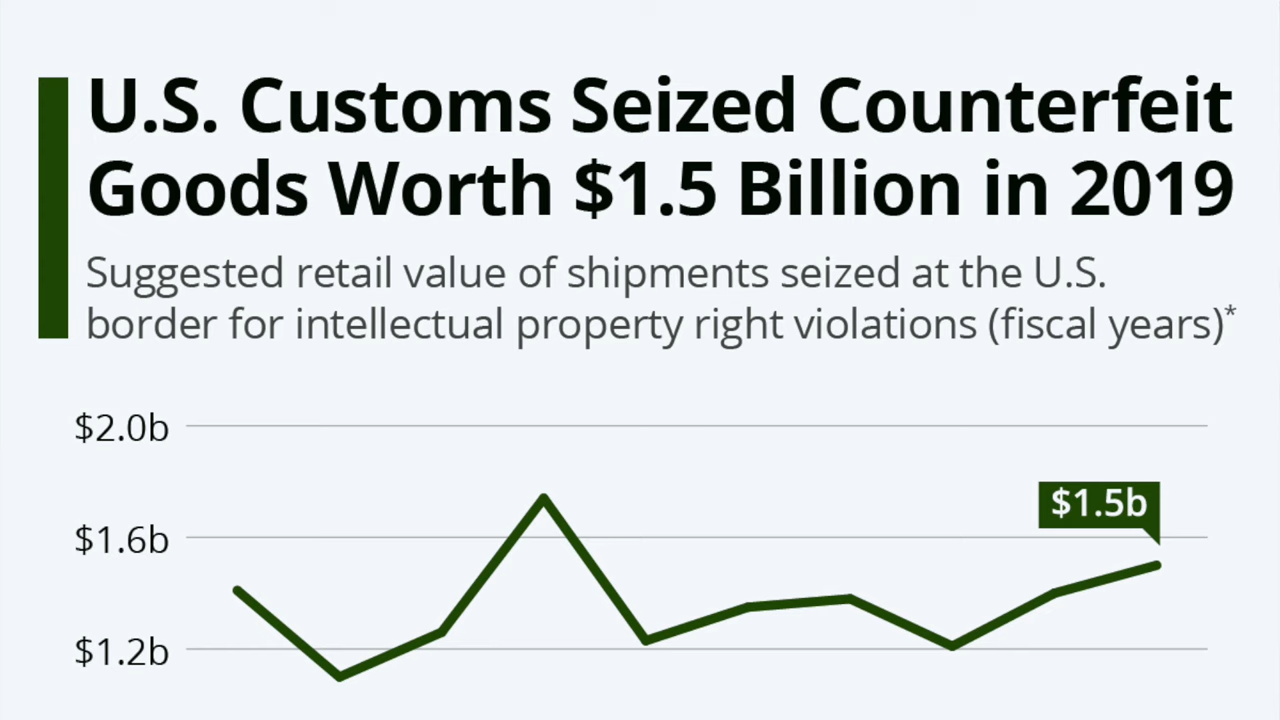 U.S. Customs Seized Counterfeit
Goods Worth $1.5 Billion in 2019
Suggested retail value of shipments seized at the U.S.
border for intellectual property right violations (fiscal years)*
$2.0b
$1.5b
$1.6b
$1.2b